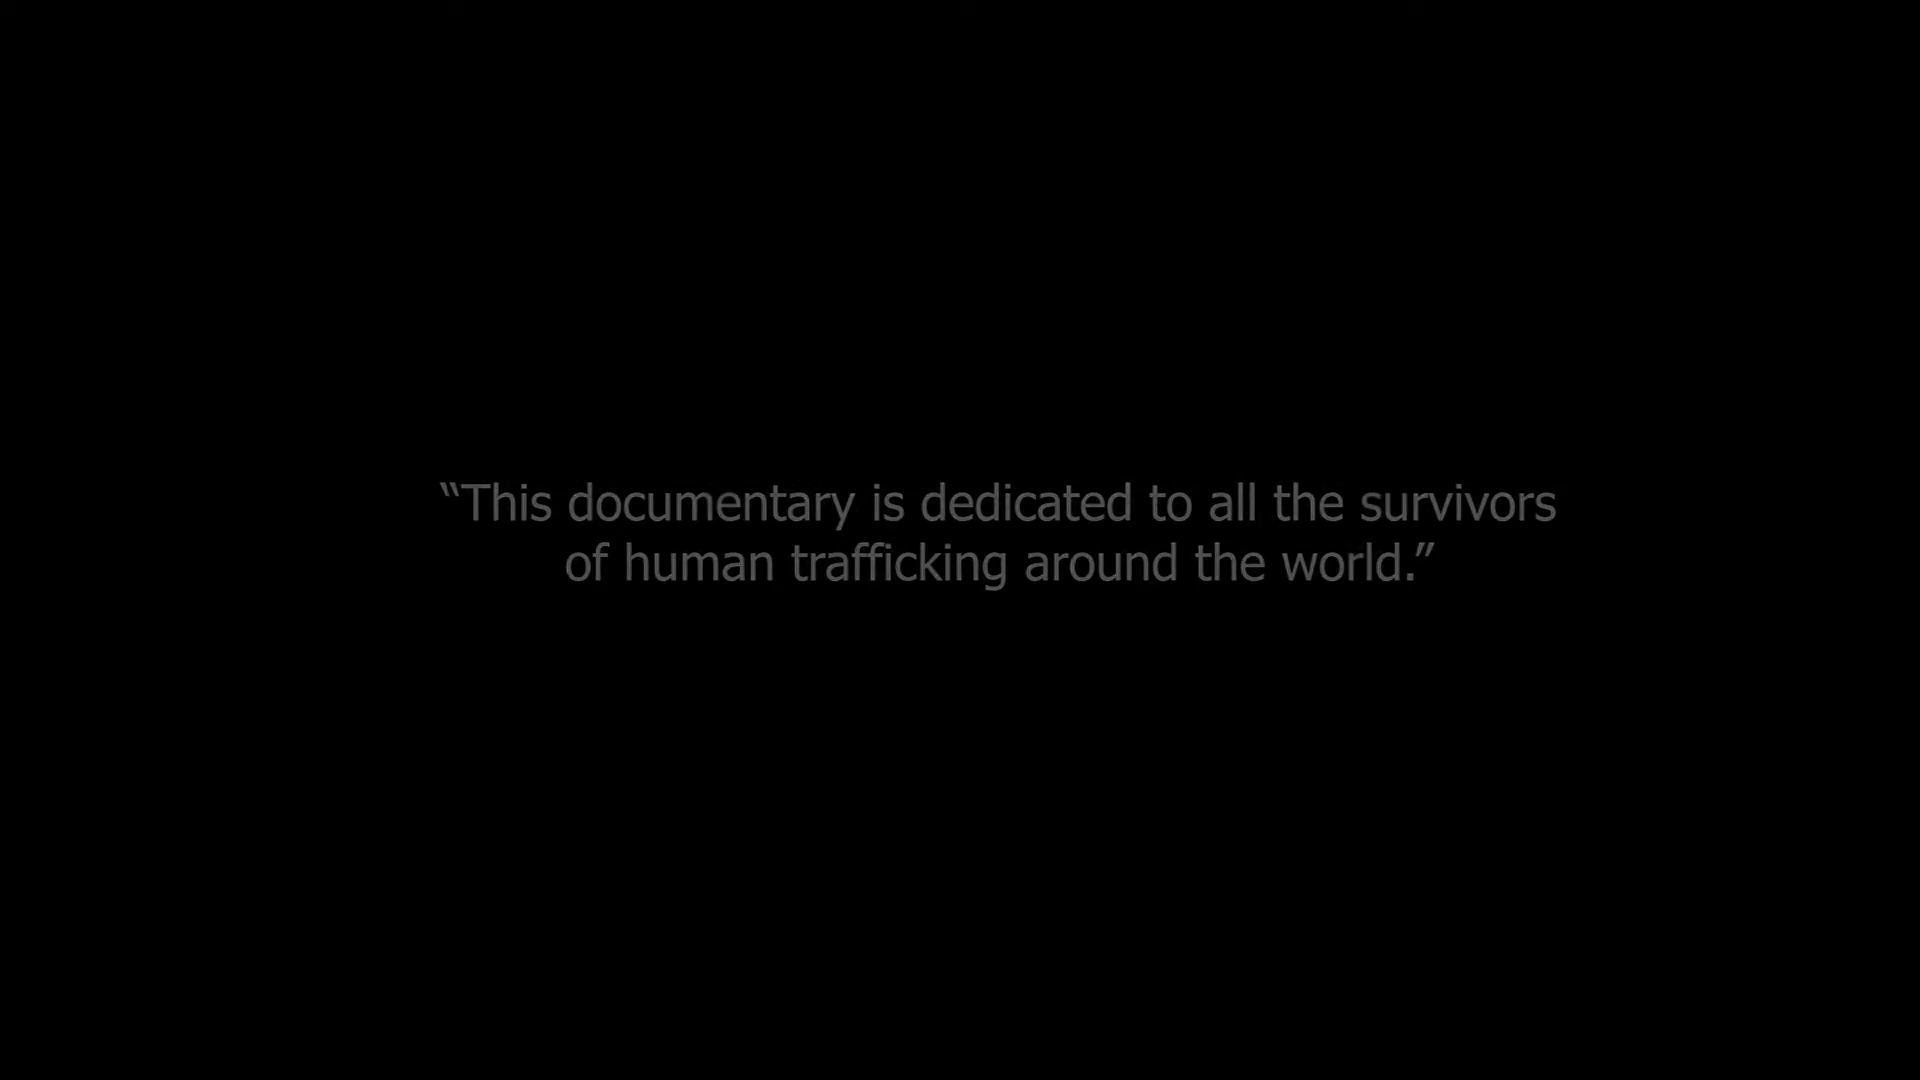 “This documentary is dedicated to all the survivors
of human trafficking around the world.”